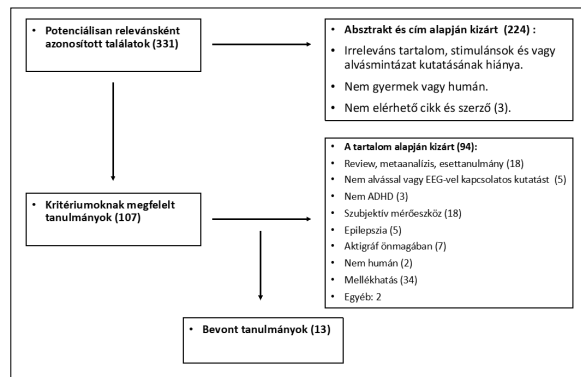 • Potenciálisan relevánsként
azonosított találatok (331)
• Absztrakt és cím alapján kizárt (224) :
• Irreleváns tartalom, stimulánsok és vagy
alvásmintázat kutatásának hiánya.
• Nem gyermek vagy humán.
• Nem elérhető cikk és szerző (3).
• Kritériumoknak megfelelt
tanulmányok (107)
• A tartalom alapján kizárt (94):
• Review, metaanalízis, esettanulmány (18)
• Nem alvással vagy EEG-vel kapcsolatos kutatást (5)
• Nem ADHD (3)
• Szubjektív mérőeszköz (18)
• Epilepszia (5)
• Aktigráf önmagában (7)
• Nem humán (2)
• Mellékhatás (34)
• Egyéb: 2
• Bevont tanulmányok (13)